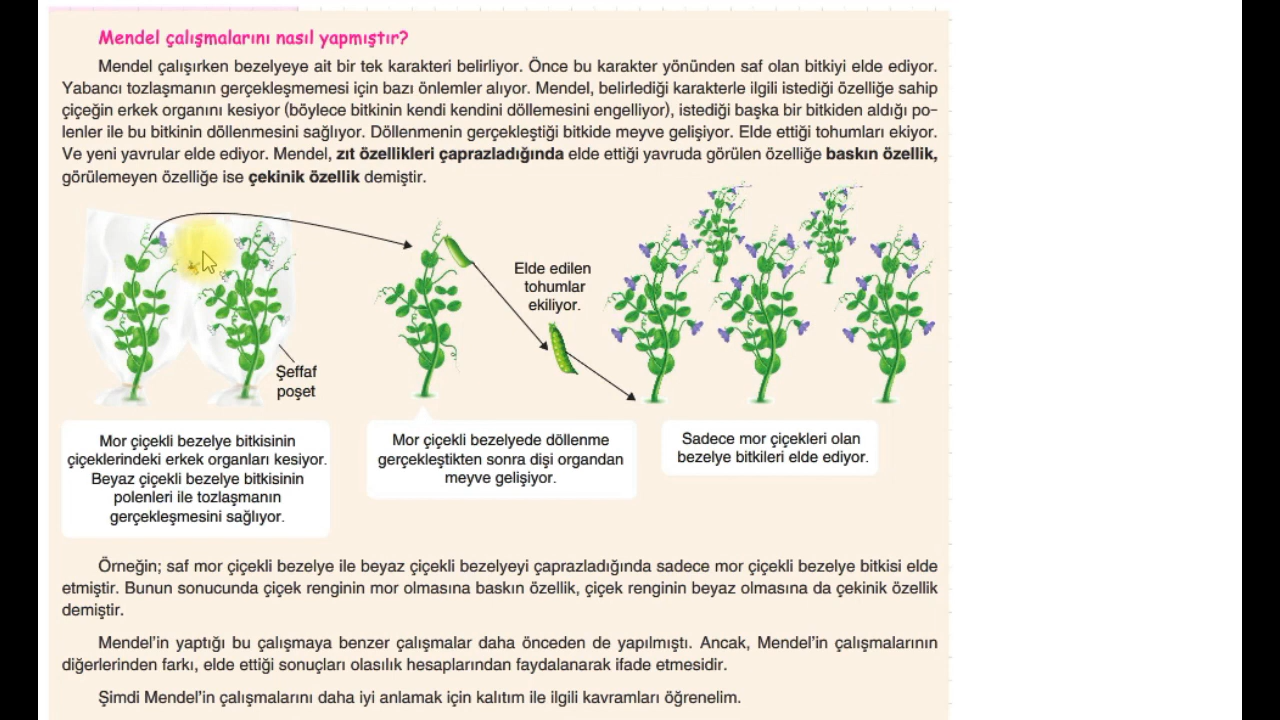 Mendel çalışmalarını nasıl yapmıştır?
Mendel çalışırken bezelyeye ait bir tek karakteri belirliyor. Önce bu karakter yönünden saf olan bitkiyi elde ediyor.
Yabancı tozlaşmanın gerçekleşmemesi için bazı önlemler alıyor. Mendel, belirlediği karakterle ilgili istediği özelliğe sahip
çiçeğin erkek organını kesiyor (böylece bitkinin kendi kendini döllemesini engelliyor), istediği başka bir bitkiden aldığı po-
lenler ile bu bitkinin döllenmesini sağlıyor. Döllenmenin gerçekleştiği bitkide meyve gelişiyor. Elde ettiği tohumları ekiyor.
Ve yeni yavrular elde ediyor. Mendel, zıt özellikleri çaprazladığında elde ettiği yavruda görülen özelliğe baskın özellik,
görülemeyen özelliğe ise çekinik özellik demiştir.
Elde edilen
tohumlar
ekiliyor.
Şeffaf
poşet
Mor çiçekli bezelye bitkisinin
çiçeklerindeki erkek organları kesiyor.
Beyaz çiçekli bezelye bitkisinin
polenleri ile tozlaşmanın
gerçekleşmesini sağlıyor.
Mor çiçekli bezelyede döllenme
gerçekleştikten sonra dişi organdan
meyve gelişiyor.
Sadece mor çiçekleri olan
bezelye bitkileri elde ediyor.
Örneğin; saf mor çiçekli bezelye ile beyaz çiçekli bezelyeyi çaprazladığında sadece mor çiçekli bezelye bitkisi elde
etmiştir. Bunun sonucunda çiçek renginin mor olmasına baskın özellik, çiçek renginin beyaz olmasına da çekinik özellik
demiştir.
Mendel'in yaptığı bu çalışmaya benzer çalışmalar daha önceden de yapılmıştı. Ancak, Mendel'in çalışmalarının
diğerlerinden farkı, elde ettiği sonuçları olasılık hesaplarından faydalanarak ifade etmesidir.
Şimdi Mendel'in çalışmalarını daha iyi anlamak için kalıtım ile ilgili kavramları öğrenelim.